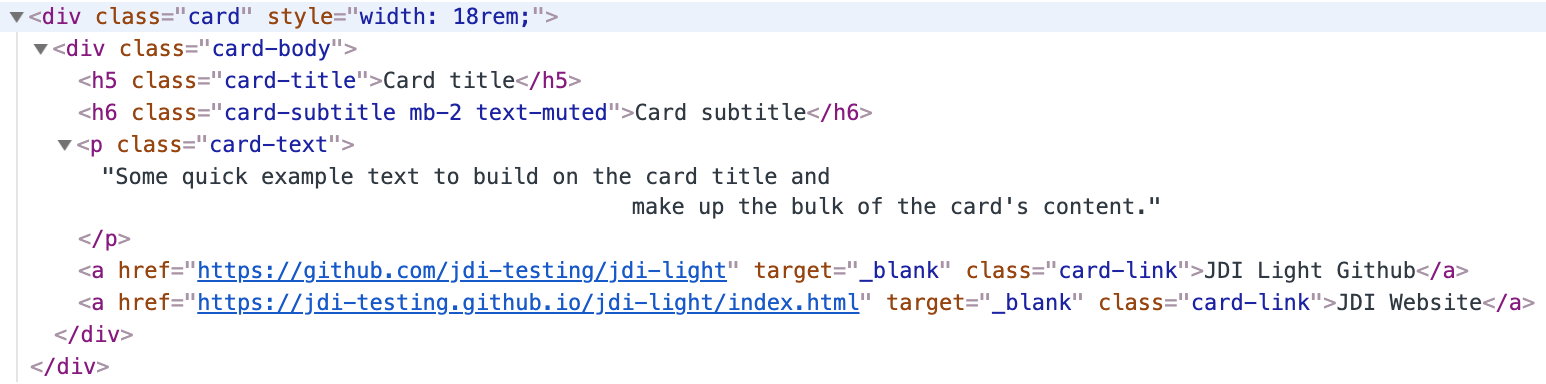 ▼<div class="card" style="width: 18rem;">
▼<div class="card-body">
<h5 class="card-title">Card title</h5>
<h6 class="card-subtitle mb-2 text-muted">Card subtitle</h6>
▼<p class="card-text">
"Some quick example text to build on the card title and
make up the bulk of the card's content."
</p>
<a href="https://github.com/jdi-testing/jdi-light" target="_blank" class="card-link">JDI Light Github</a>
<a href="https://jdi-testing.github.io/jdi-light/index.html" target="_blank" class="card-link">JDI Website</a>
</div>
</div>